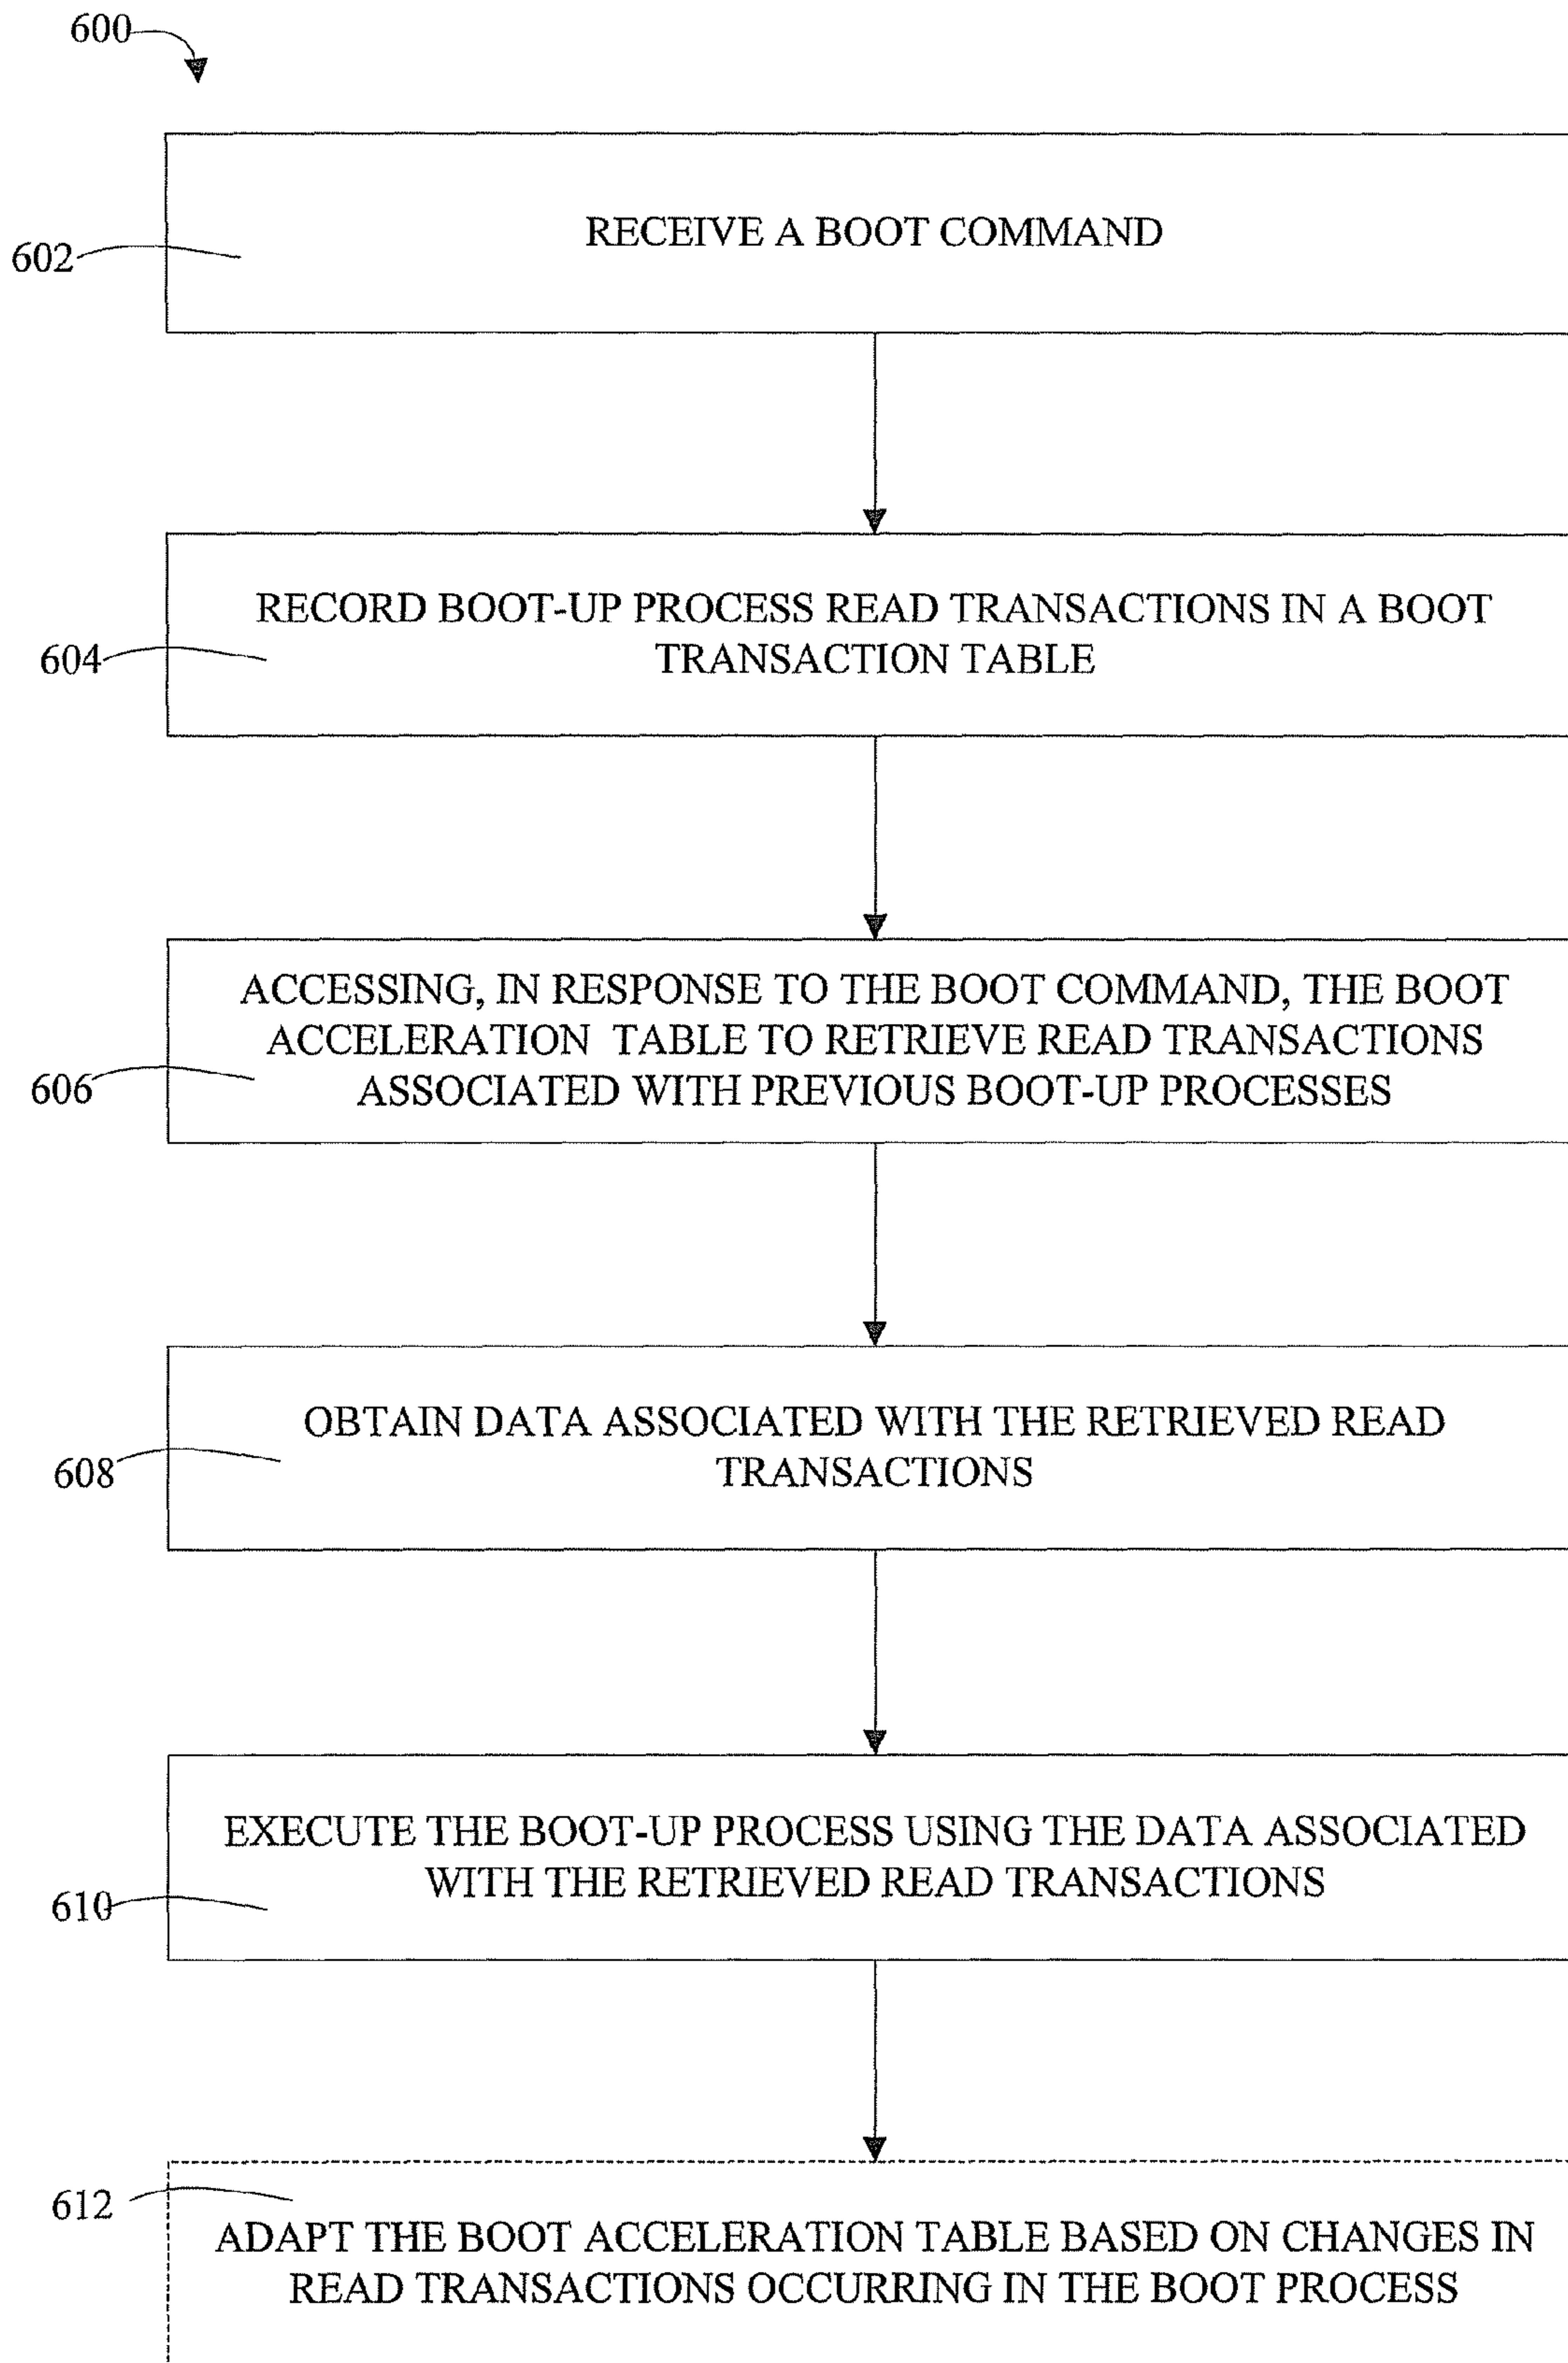 600
RECEIVE A BOOT COMMAND
602
RECORD BOOT-UP PROCESS READ TRANSACTIONS IN A BOOT
TRANSACTION TABLE
604
ACCESSING, IN RESPONSE TO THE BOOT COMMAND, THE BOOT
ACCELERATION TABLE TO RETRIEVE READ TRANSACTIONS
ASSOCIATED WITH PREVIOUS BOOT-UP PROCESSES
606
OBTAIN DATA ASSOCIATED WITH THE RETRIEVED READ
TRANSACTIONS
608
EXECUTE THE BOOT-UP PROCESS USING THE DATA ASSOCIATED
WITH THE RETRIEVED READ TRANSACTIONS
610
612
ADAPT THE BOOT ACCELERATION TABLE BASED ON CHANGES IN
READ TRANSACTIONS OCCURRING IN THE BOOT PROCESS